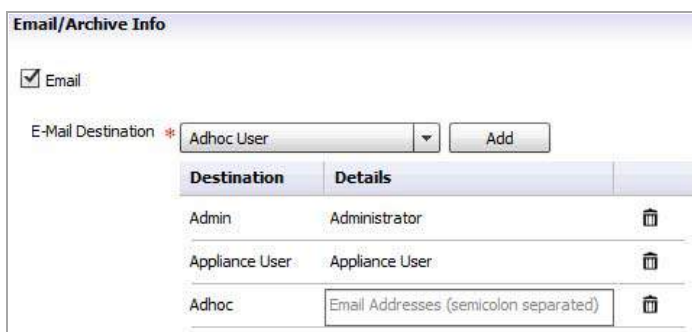 Email/Archive Info
Email
E-Mail Destination * Adhoc User Add
Destination Details
Admin Administrator
Appliance User Appliance User
Adhoc Email Addresses (semicolon separated)